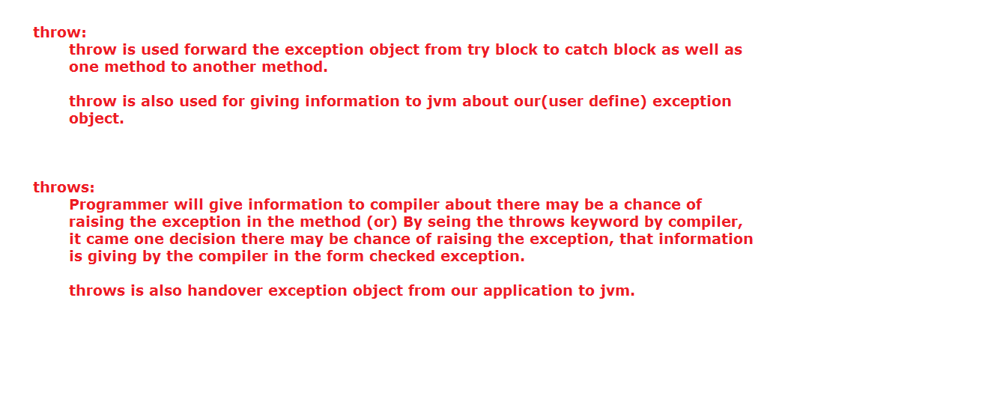 throw:
throw is used forward the exception object from try block to catch block as well as
one method to another method.
throw is also used for giving information to jvm about our(user define) exception
object.
throws:
Programmer will give information to compiler about there may be a chance of
raising the exception in the method (or) By seing the throws keyword by compiler,
it came one decision there may be chance of raising the exception, that information
is giving by the compiler in the form checked exception.
throws is also handover exception object from our application to jvm.